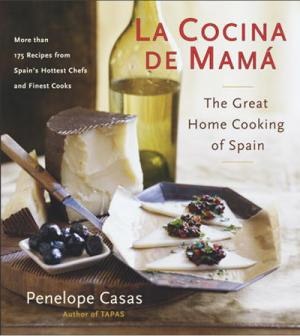 LA COCINA
DE MAMÁ
More than
175 Recipes from
Spain's Hottest Chefs
and Finest Cooks
The Great
Home Cooking
of Spain
Penelope Casas
Author of TAPAS